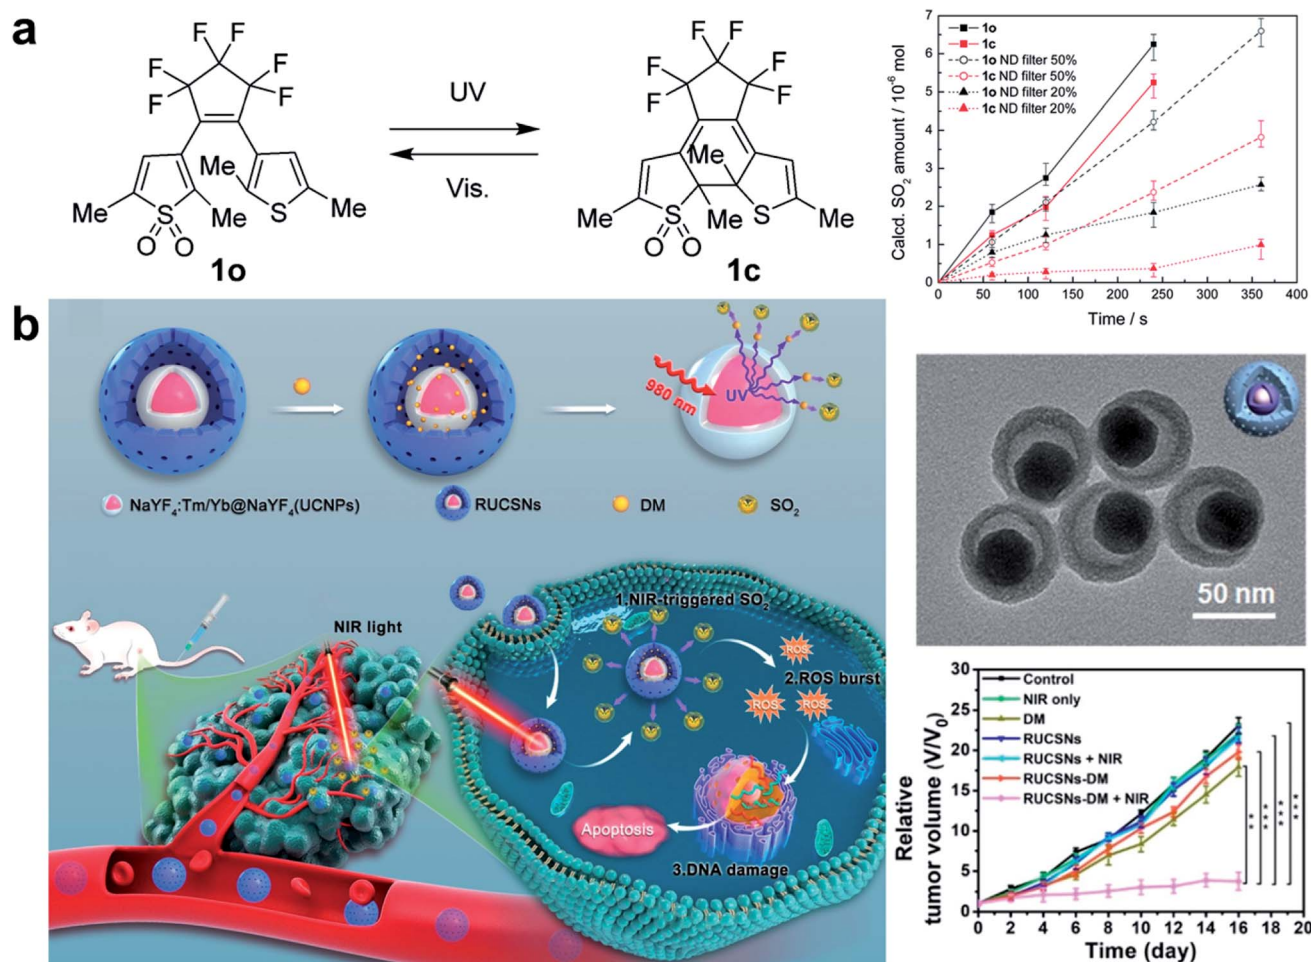 a
F F
F F
F F
Me
Me
S
Me
S
Me
O O
1o
UV
Vis.
F F
F F
F F
Me
Me
S
Me
S
Me
O O
1c
7
6
5
4
3
2
1
0
Calcd. SO2 amount / 10^-6 mol
1o
1c
1o ND filter 50%
1c ND filter 50%
1o ND filter 20%
1c ND filter 20%
0 50 100 150 200 250 300 350 400
Time / s
b
980 nm
UV
NaYF4:Tm/Yb@NaYF4(UCNPs)
RUCSNs
DM
SO2
NIR light
1.NIR-triggered SO2
ROS
2.ROS burst
ROS
ROS
Apoptosis
3.DNA damage
50 nm
30
25
20
15
10
5
0
Relative
tumor volume (V/V0)
Control
NIR only
DM
RUCSNs
RUCSNs + NIR
RUCSNs-DM
RUCSNs-DM + NIR
**
***
***
***
0 2 4 6 8 10 12 14 16 18 20
Time (day)